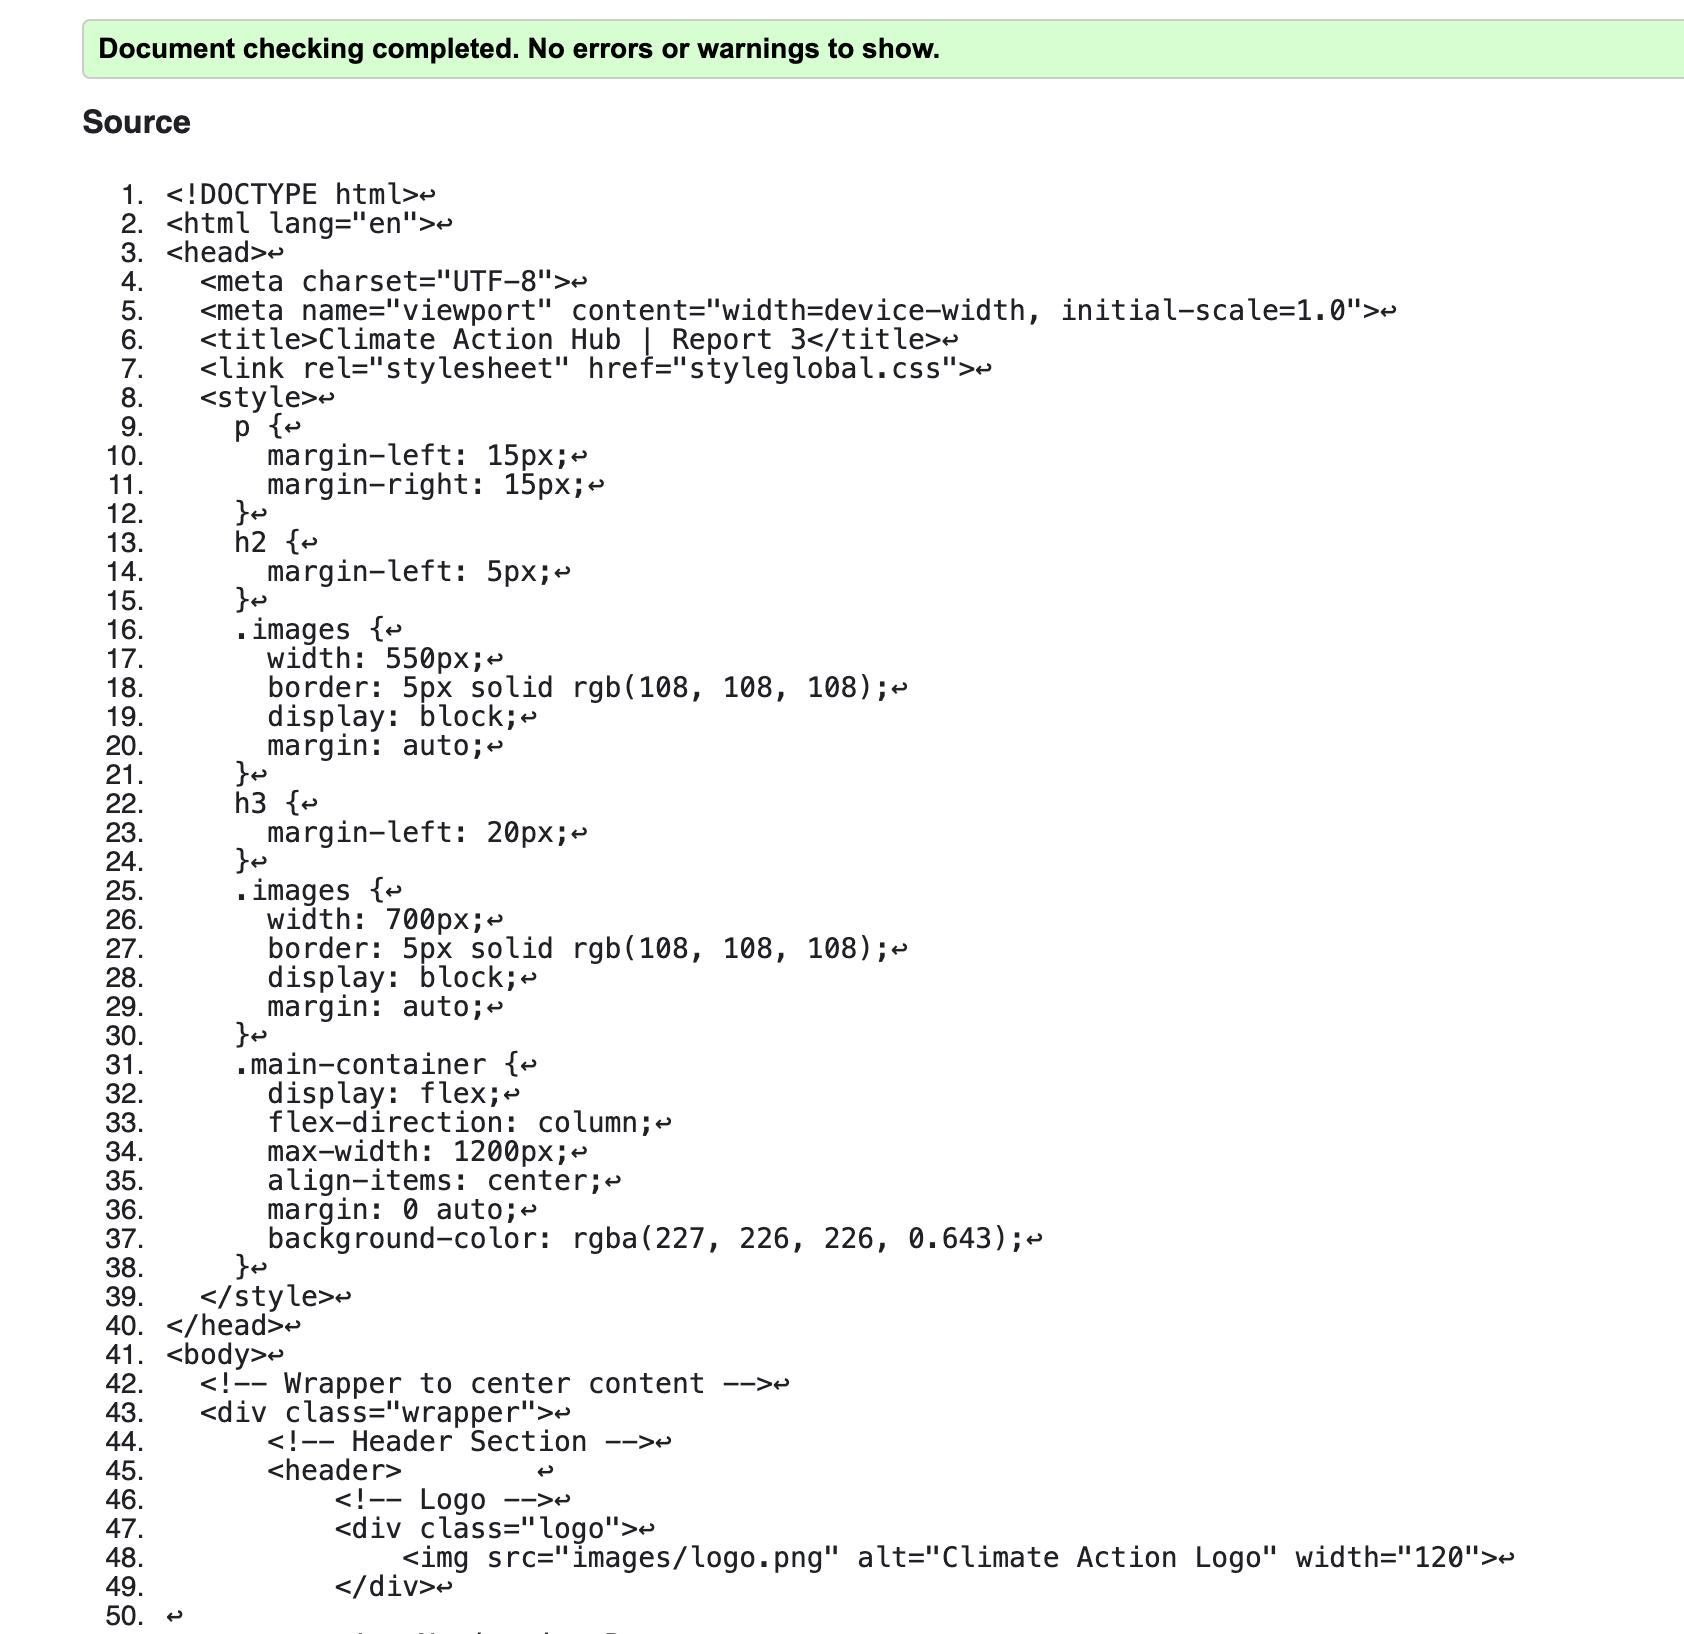 Document checking completed. No errors or warnings to show.
Source
1. <!DOCTYPE html>↩
2. <html lang="en">↩
3. <head>↩
4.   <meta charset="UTF-8">↩
5.   <meta name="viewport" content="width=device-width, initial-scale=1.0">↩
6.   <title>Climate Action Hub | Report 3</title>↩
7.   <link rel="stylesheet" href="styleglobal.css">↩
8.   <style>↩
9.     p {↩
10.       margin-left: 15px;↩
11.       margin-right: 15px;↩
12.     }↩
13.     h2 {↩
14.       margin-left: 5px;↩
15.     }↩
16.     .images {↩
17.       width: 550px;↩
18.       border: 5px solid rgb(108, 108, 108);↩
19.       display: block;↩
20.       margin: auto;↩
21.     }↩
22.     h3 {↩
23.       margin-left: 20px;↩
24.     }↩
25.     .images {↩
26.       width: 700px;↩
27.       border: 5px solid rgb(108, 108, 108);↩
28.       display: block;↩
29.       margin: auto;↩
30.     }↩
31.     .main-container {↩
32.       display: flex;↩
33.       flex-direction: column;↩
34.       max-width: 1200px;↩
35.       align-items: center;↩
36.       margin: 0 auto;↩
37.       background-color: rgba(227, 226, 226, 0.643);↩
38.     }↩
39.   </style>↩
40. </head>↩
41. <body>↩
42.   <!-- Wrapper to center content -->↩
43.   <div class="wrapper">↩
44.       <!-- Header Section -->↩
45.       <header>        ↩
46.           <!-- Logo -->↩
47.           <div class="logo">↩
48.               <img src="images/logo.png" alt="Climate Action Logo" width="120">↩
49.           </div>↩
50. ↩